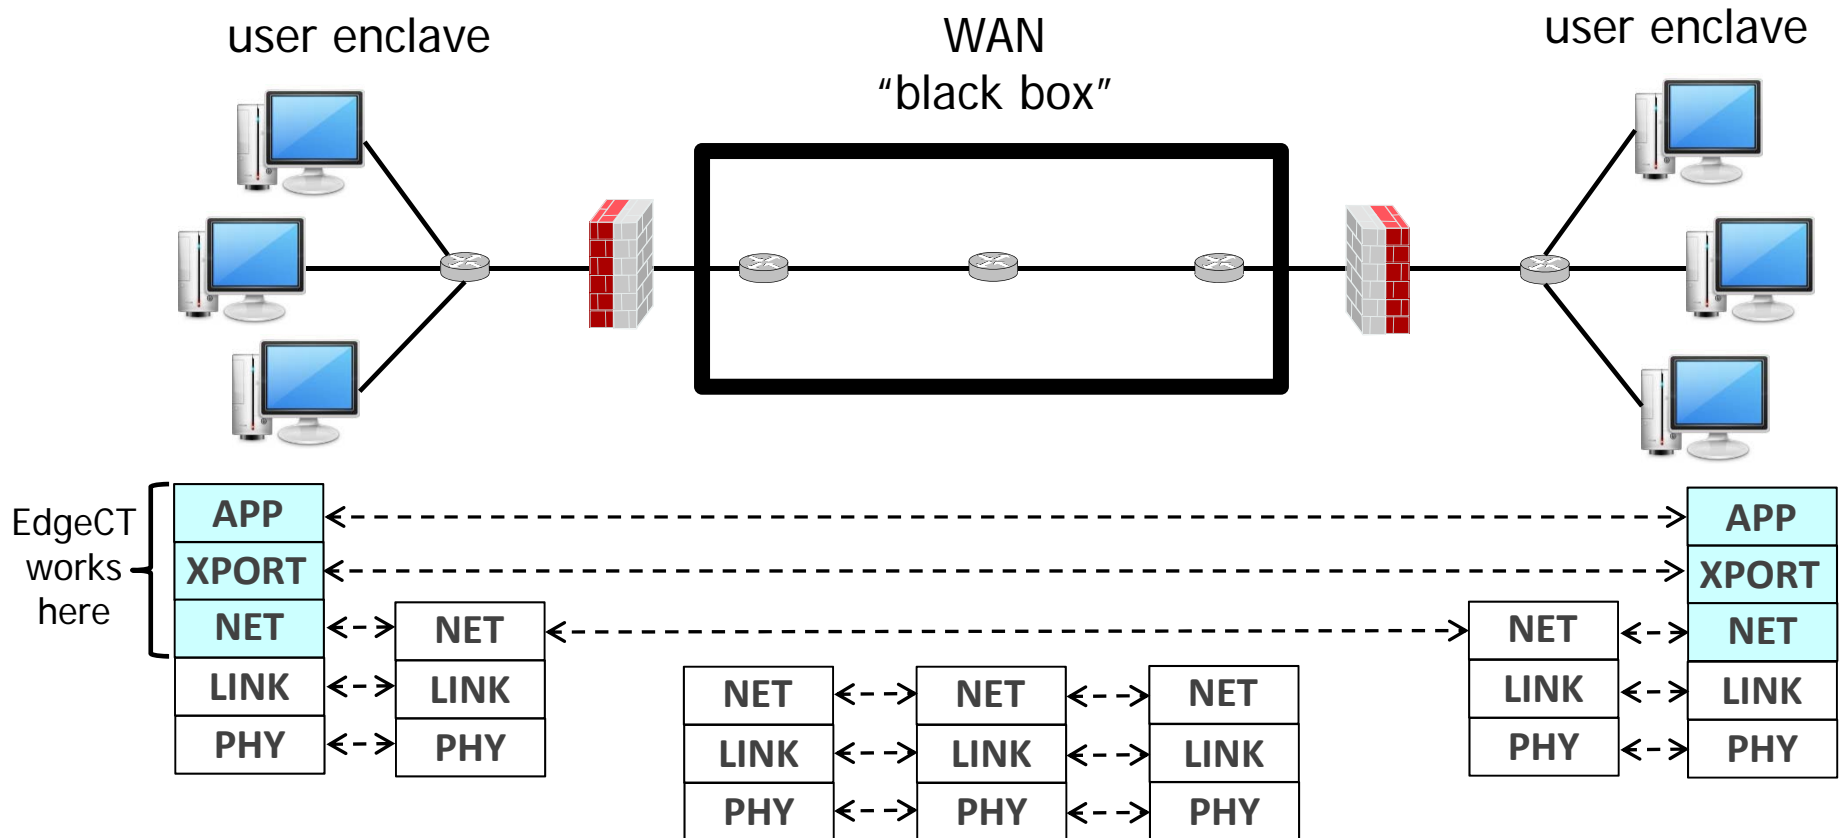 user enclave
WAN
“black box”
user enclave
EdgeCT
works
here
APP
XPORT
NET
LINK
PHY
NET
LINK
PHY
NET
LINK
PHY
NET
LINK
PHY
NET
LINK
PHY
NET
LINK
PHY
APP
XPORT
NET
LINK
PHY